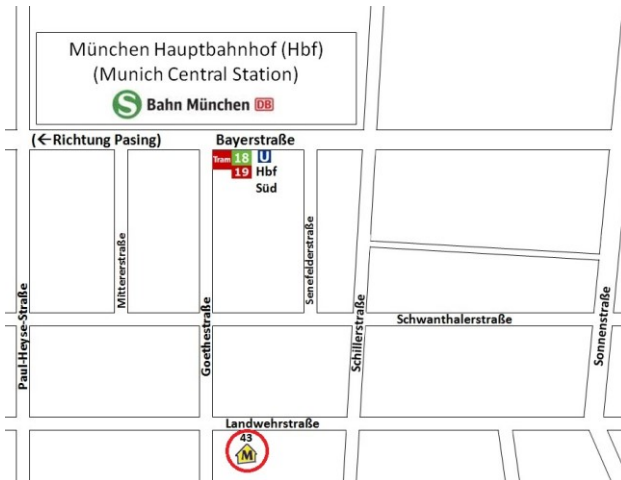 München Hauptbahnhof (Hbf)
(Munich Central Station)
S Bahn München DB
(←Richtung Pasing)
Bayerstraße
Tram 18 U
19 Hbf
Süd
Mittererstraße
Senefelderstraße
Paul-Heyse-Straße
Goethestraße
Schillerstraße
Schwanthalerstraße
Sonnenstraße
Landwehrstraße
43
M